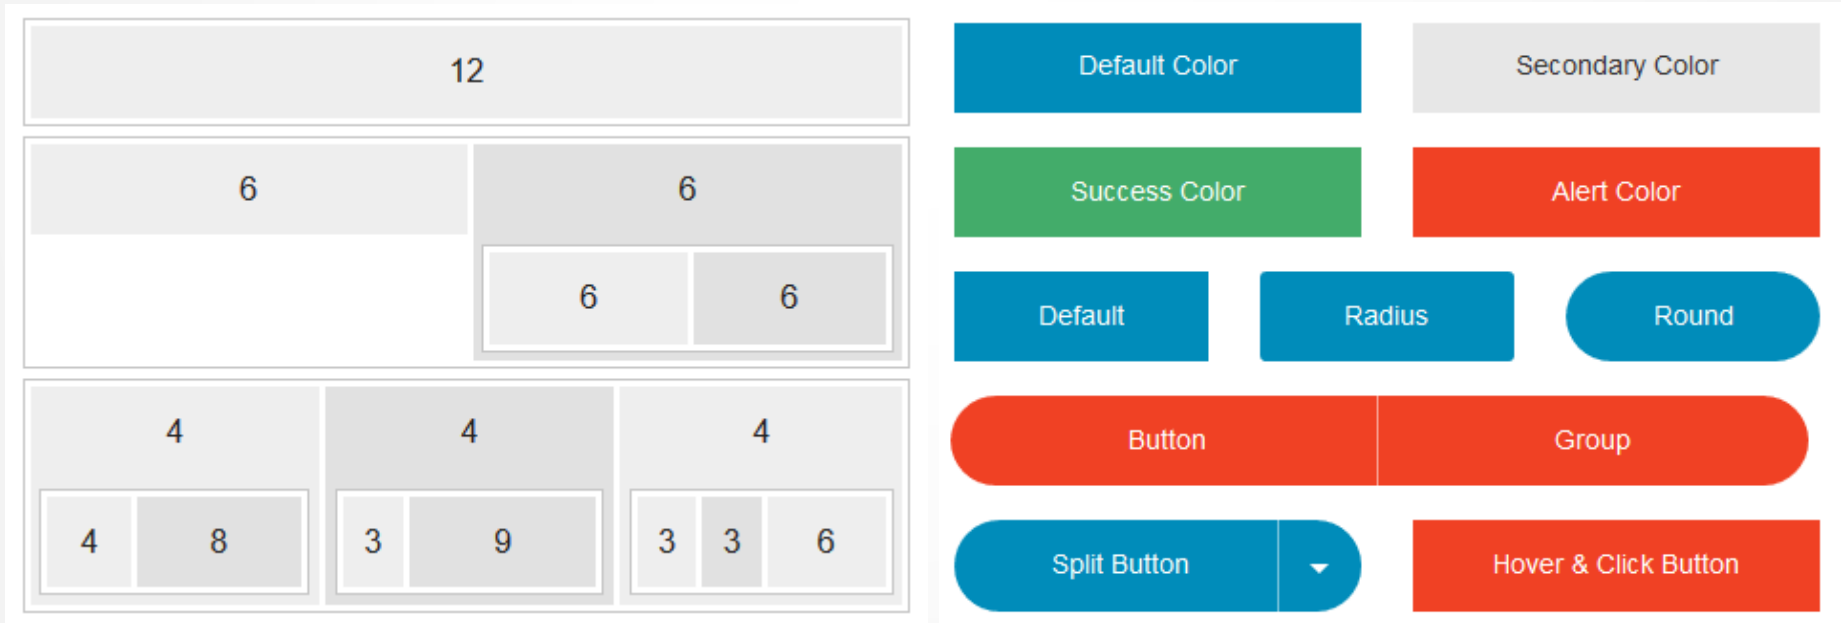 12
6 6
6 6
4 4 4
4 8 3 9 3 3 6
Default Color
Secondary Color
Success Color
Alert Color
Default
Radius
Round
Button
Group
Split Button
Hover & Click Button